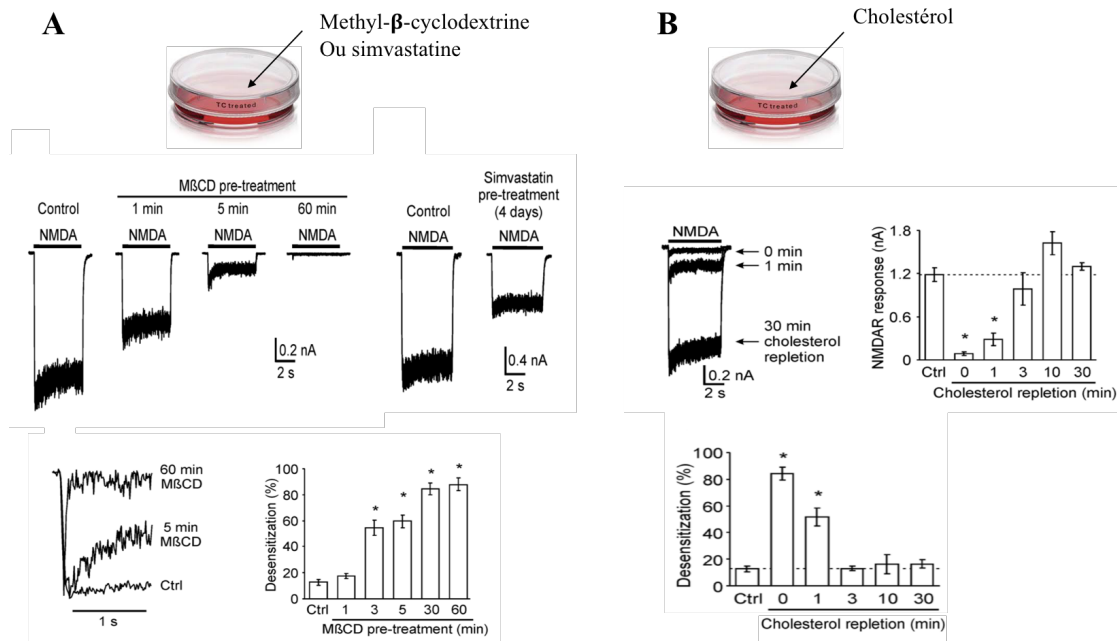 A
Methyl-β-cyclodextrine
Ou simvastatine
TC treated
MßCD pre-treatment
Control
1 min
5 min
60 min
NMDA
NMDA
NMDA
NMDA
0.2 nA
2 s
Control
Simvastatin
pre-treatment
(4 days)
NMDA
NMDA
0.4 nA
2 s
60 min
MßCD
5 min
MßCD
Ctrl
1 s
Desensitization (%)
100
80
60
40
20
0
*
*
*
*
Ctrl 1 3 5 30 60
MßCD pre-treatment (min)
B
Cholestérol
TC treated
NMDA
0 min
1 min
30 min
cholesterol
repletion
0.2 nA
2 s
NMDAR response (nA)
1.8
1.2
0.6
0
*
*
Ctrl 0 1 3 10 30
Cholesterol repletion (min)
Desensitization (%)
100
80
60
40
20
0
*
*
Ctrl 0 1 3 10 30
Cholesterol repletion (min)